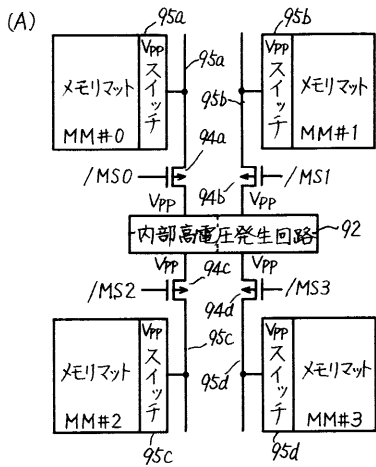 (A)
95a
95b
メモリマット
MM#0
Vpp
スイッチ
95a
95b
Vpp
スイッチ
メモリマット
MM#1
94a
/MS0
Vpp
94b
Vpp
/MS1
内部高電圧発生回路
92
Vpp
94c
Vpp
/MS2
94d
/MS3
メモリマット
MM#2
Vpp
スイッチ
95c
95d
Vpp
スイッチ
メモリマット
MM#3
95c
95d